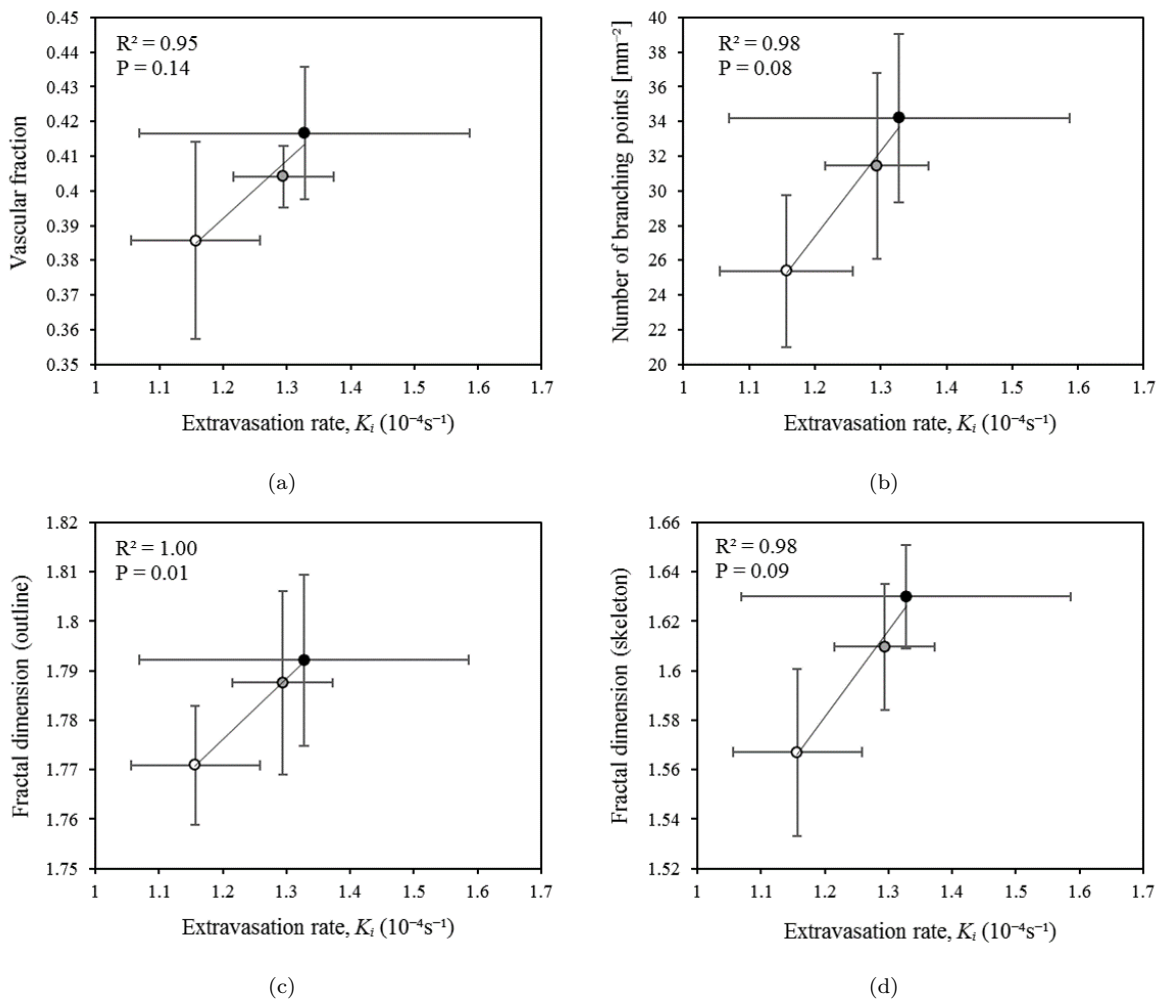 R² = 0.95
P = 0.14
Vascular fraction
0.45
0.44
0.43
0.42
0.41
0.4
0.39
0.38
0.37
0.36
0.35
1 1.1 1.2 1.3 1.4 1.5 1.6 1.7
Extravasation rate, Kᵢ (10⁻⁴s⁻¹)
(a)
R² = 0.98
P = 0.08
Number of branching points [mm⁻²]
40
38
36
34
32
30
28
26
24
22
20
1 1.1 1.2 1.3 1.4 1.5 1.6 1.7
Extravasation rate, Kᵢ (10⁻⁴s⁻¹)
(b)
R² = 1.00
P = 0.01
Fractal dimension (outline)
1.82
1.81
1.8
1.79
1.78
1.77
1.76
1.75
1 1.1 1.2 1.3 1.4 1.5 1.6 1.7
Extravasation rate, Kᵢ (10⁻⁴s⁻¹)
(c)
R² = 0.98
P = 0.09
Fractal dimension (skeleton)
1.66
1.64
1.62
1.6
1.58
1.56
1.54
1.52
1 1.1 1.2 1.3 1.4 1.5 1.6 1.7
Extravasation rate, Kᵢ (10⁻⁴s⁻¹)
(d)